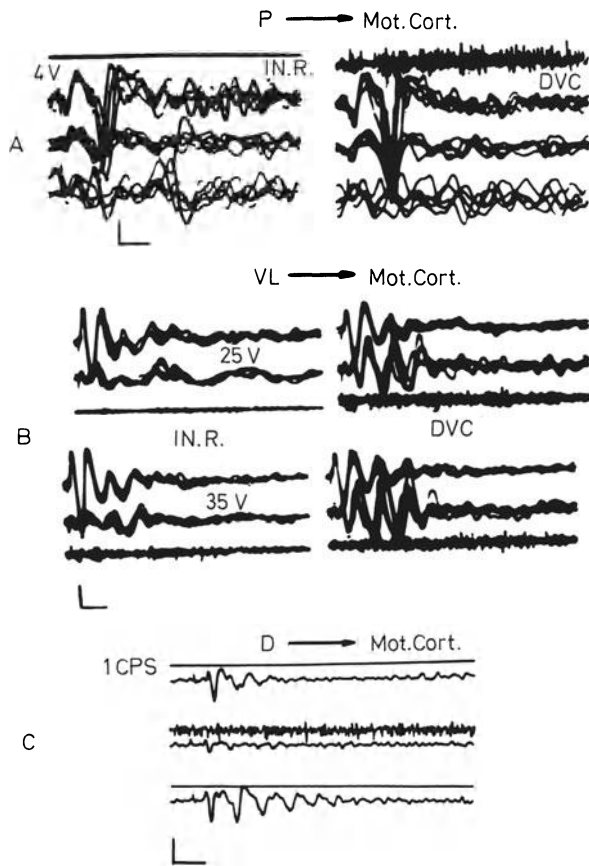 P → Mot.Cort.
4V IN.R. DVC
A
VL → Mot.Cort.
25 V
B IN.R. DVC
35 V
D → Mot.Cort.
1 CPS
C